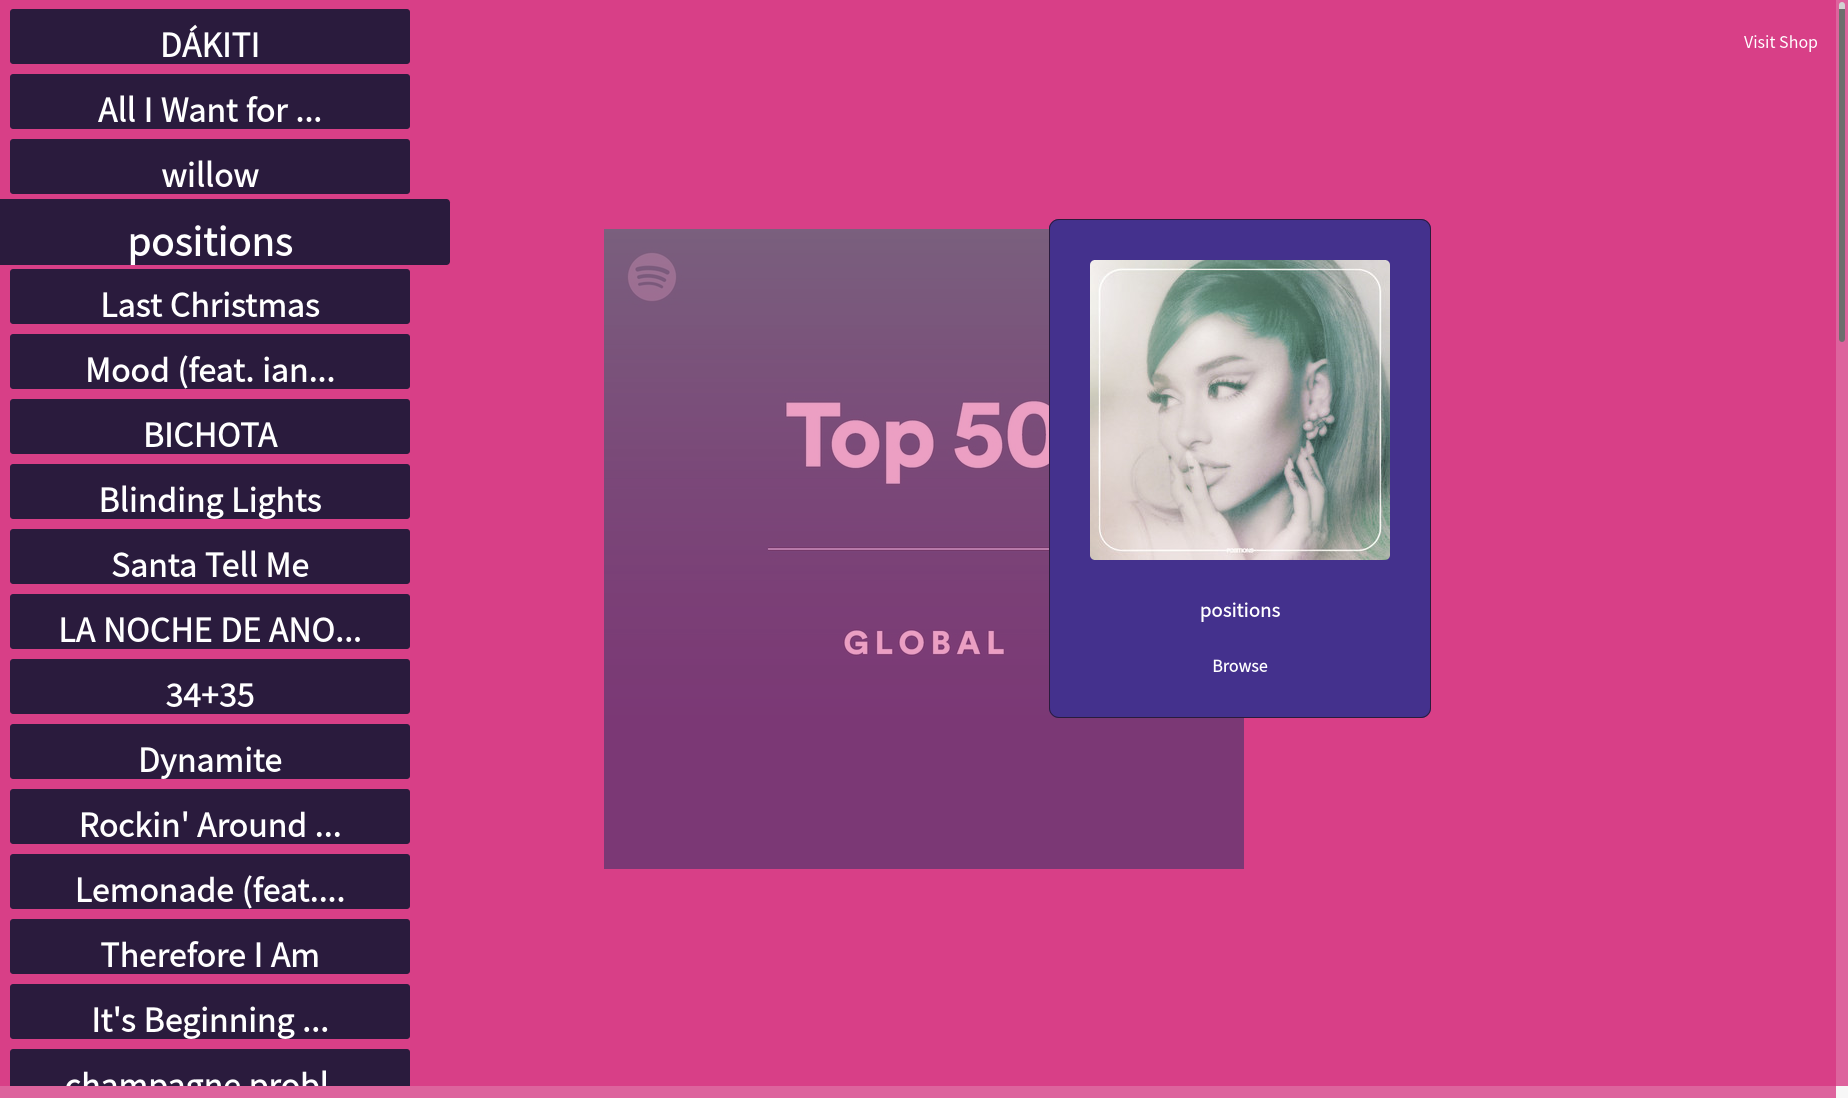 DÁKITI
All I Want for ...
willow
positions
Last Christmas
Mood (feat. ian...
BICHOTA
Blinding Lights
Santa Tell Me
LA NOCHE DE ANO...
34+35
Dynamite
Rockin' Around ...
Lemonade (feat....
Therefore I Am
It's Beginning ...
champagne probl...
Visit Shop
Top 50
GLOBAL
positions
Browse